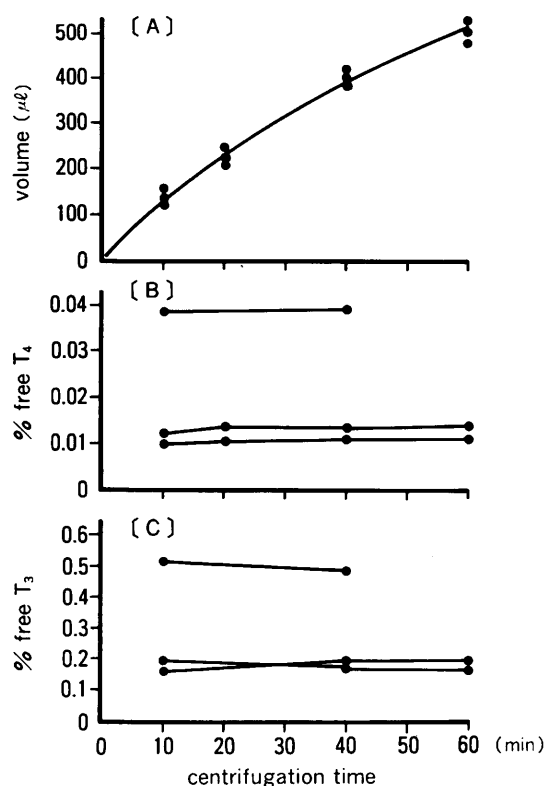 [A]
500
400
300
200
100
0
volume (μℓ)
[B]
0.04
0.03
0.02
0.01
0
% free T₄
[C]
0.6
0.5
0.4
0.3
0.2
0.1
0
% free T₃
0 10 20 30 40 50 60 (min)
centrifugation time